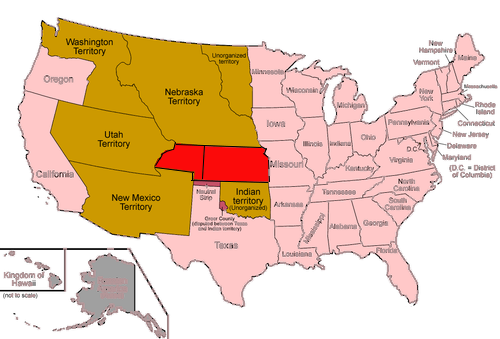 Washington
Territory
Unorganized
territory
Oregon
Minnesota
Nebraska
Territory
Wisconsin
Michigan
New
Hampshire
Vermont
Maine
Massachusetts
New
York
Rhode
Island
Connecticut
New Jersey
Delaware
Maryland
(D.C. = District
of Columbia)
Pennsylvania
D.C.
Utah
Territory
California
Iowa
Illinois
Indiana
Ohio
Missouri
Kentucky
Virginia
North
Carolina
South
Carolina
Tennessee
New Mexico
Territory
Neutral
Strip
Indian
territory
(Unorganized)
Greer County
(disputed between Texas
and Indian territory)
Texas
Arkansas
Louisiana
Mississippi
Alabama
Georgia
Florida
Kingdom of
Hawaii
(not to scale)